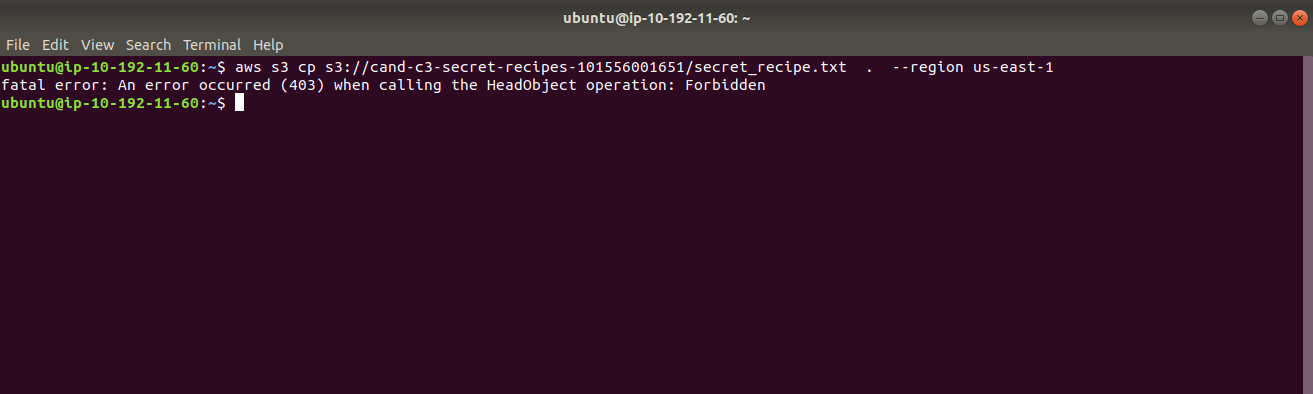 ubuntu@ip-10-192-11-60: ~
File Edit View Search Terminal Help
ubuntu@ip-10-192-11-60:~$ aws s3 cp s3://cand-c3-secret-recipes-101556001651/secret_recipe.txt  .  --region us-east-1
fatal error: An error occurred (403) when calling the HeadObject operation: Forbidden
ubuntu@ip-10-192-11-60:~$